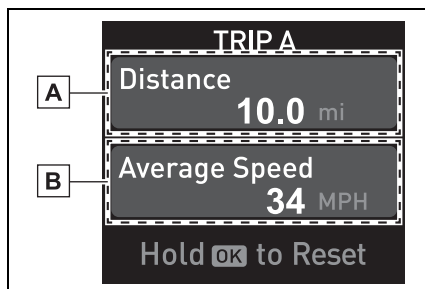 TRIP A
A
Distance
10.0 mi
B
Average Speed
34 MPH
Hold OK to Reset